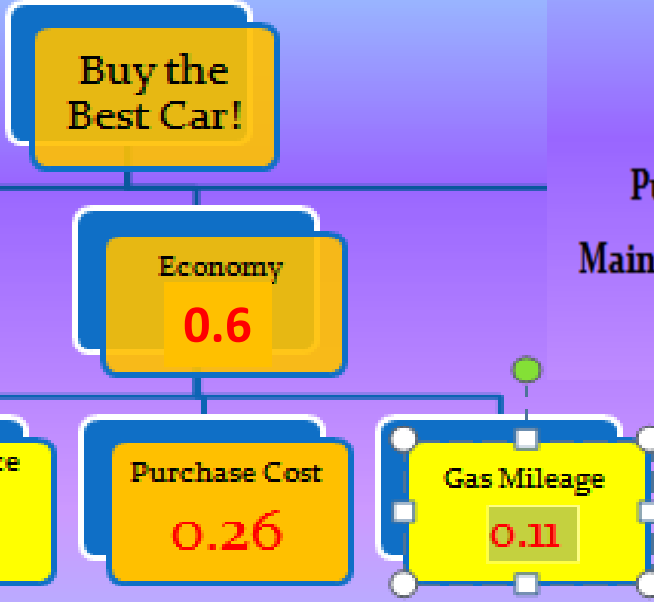 Buy the
Best Car!
Economy
0.6
Purchase Cost
0.26
Gas Mileage
0.11